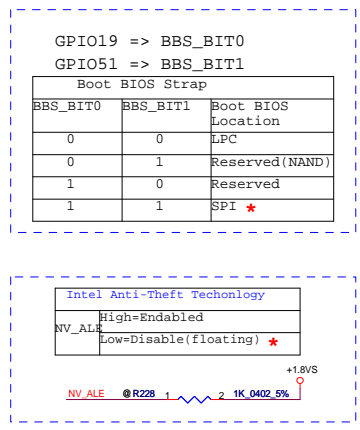 GPIO19 => BBS_BIT0
GPIO51 => BBS_BIT1
Boot BIOS Strap
BBS_BIT0 BBS_BIT1 Boot BIOS Location
0 0 LPC
0 1 Reserved(NAND)
1 0 Reserved
1 1 SPI *
Intel Anti-Theft Techonlogy
NV_ALE
High=Endabled
Low=Disable(floating) *
+1.8VS
NV_ALE @ R228 1 2 1K_0402_5%